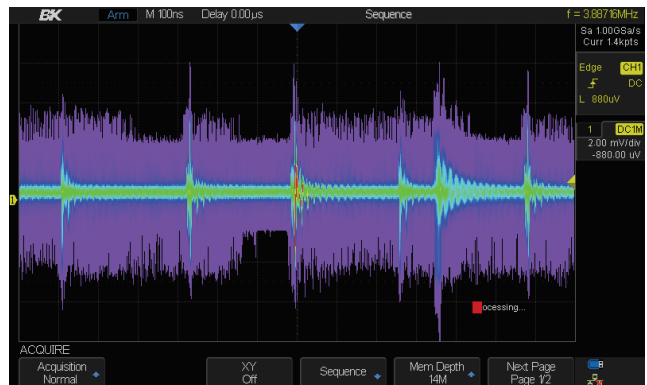 BK Arm M 100ns Delay 0.00µs Sequence f = 3.88716MHz
Sa 1.00GSa/s
Curr 1.4kpts
Edge CH1
DC
L 880uV
1 DC1M
2.00 mV/div
-880.00 uV
1
ocessing...
ACQUIRE
Acquisition
Normal
XY
Off
Sequence
Mem Depth
14M
Next Page
Page 1/2